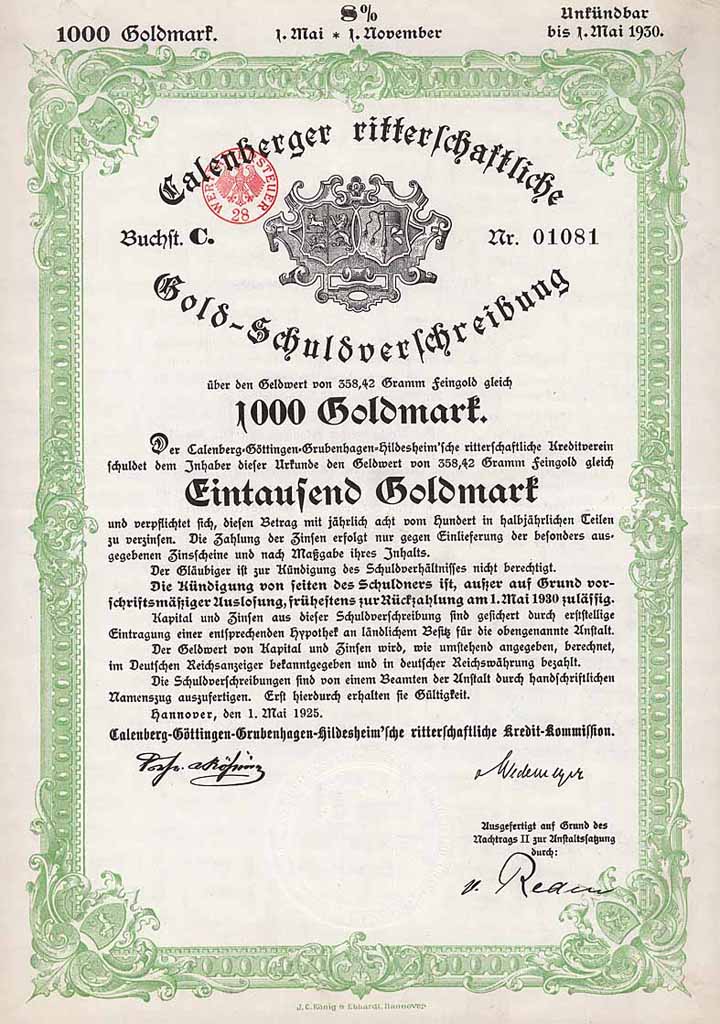 1000 Goldmark.
8%
1. Mai * 1. November
Unkündbar
bis 1. Mai 1930.
Calenberger ritterschaftliche
WERTPAPIERSTEUER
28
Buchst. C.
Nr. 01081
Gold-Schuldverschreibung
über den Geldwert von 358,42 Gramm Feingold gleich
1000 Goldmark.
Der Calenberg-Göttingen-Grubenhagen-Hildesheim'sche ritterschaftliche Kreditverein
schuldet dem Inhaber dieser Urkunde den Geldwert von 358,42 Gramm Feingold gleich
Eintausend Goldmark
und verpflichtet sich, diesen Betrag mit jährlich acht vom Hundert in halbjährlichen Teilen
zu verzinsen. Die Zahlung der Zinsen erfolgt nur gegen Einlieferung der besonders aus-
gegebenen Zinsscheine und nach Maßgabe ihres Inhalts.
Der Gläubiger ist zur Kündigung des Schuldverhältnisses nicht berechtigt.
Die Kündigung von seiten des Schuldners ist, außer auf Grund vor-
schriftsmäßiger Auslosung, frühestens zur Rückzahlung am 1. Mai 1930 zulässig.
Kapital und Zinsen aus dieser Schuldverschreibung sind gesichert durch erststellige
Eintragung einer entsprechenden Hypothek an ländlichem Besitz für die obengenannte Anstalt.
Der Geldwert von Kapital und Zinsen wird, wie umstehend angegeben, berechnet,
im Deutschen Reichsanzeiger bekanntgegeben und in deutscher Reichswährung bezahlt.
Die Schuldverschreibungen sind von einem Beamten der Anstalt durch handschriftlichen
Namenszug auszufertigen. Erst hierdurch erhalten sie Gültigkeit.
Hannover, den 1. Mai 1925.
Calenberg-Göttingen-Grubenhagen-Hildesheim'sche ritterschaftliche Kredit-Kommission.
Wedemeyer
Ausgefertigt auf Grund des
Nachtrags II zur Anstaltssatzung
durch:
v. Reden
J. C. König & Ebhardt, Hannover